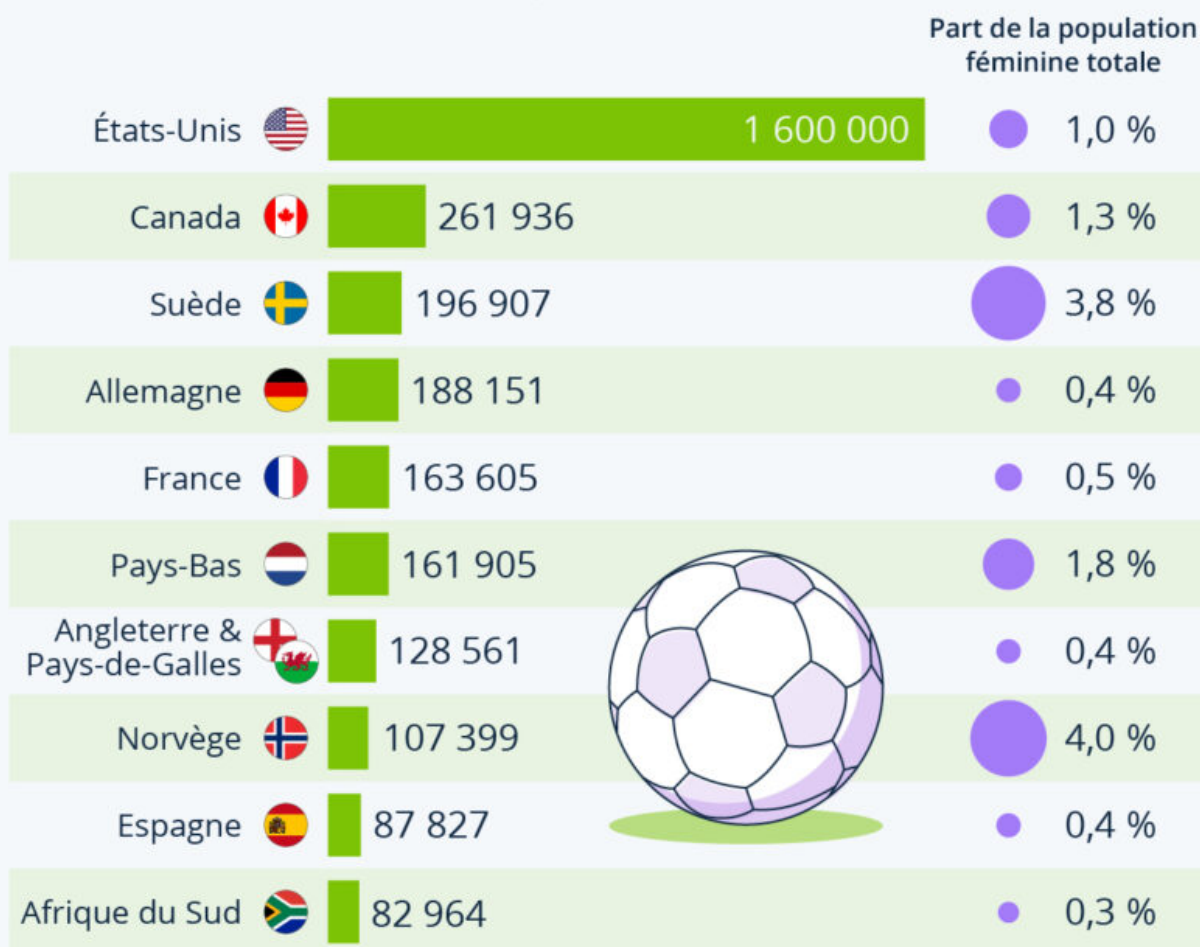 Part de la population
féminine totale
États-Unis 1 600 000 1,0 %
Canada 261 936 1,3 %
Suède 196 907 3,8 %
Allemagne 188 151 0,4 %
France 163 605 0,5 %
Pays-Bas 161 905 1,8 %
Angleterre &
Pays-de-Galles 128 561 0,4 %
Norvège 107 399 4,0 %
Espagne 87 827 0,4 %
Afrique du Sud 82 964 0,3 %